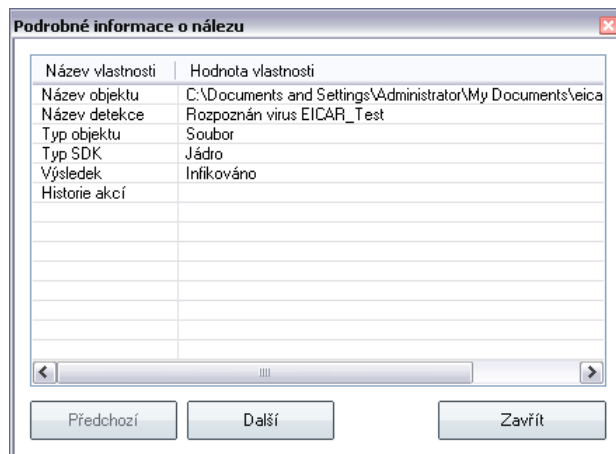 Podrobné informace o nálezu
Název vlastnosti Hodnota vlastnosti
Název objektu C:\Documents and Settings\Administrator\My Documents\eica
Název detekce Rozpoznán virus EICAR_Test
Typ objektu Soubor
Typ SDK Jádro
Výsledek Infikováno
Historie akcí
Předchozí Další Zavřít